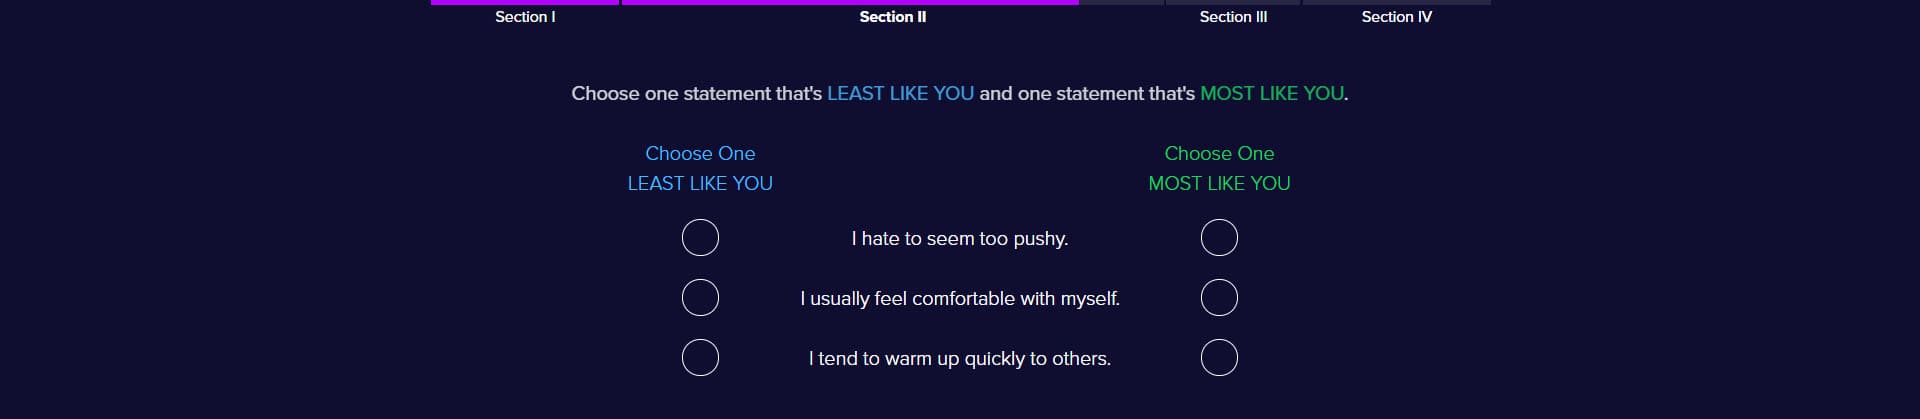 Section I
Section II
Section III
Section IV
Choose one statement that's LEAST LIKE YOU and one statement that's MOST LIKE YOU.
Choose One
LEAST LIKE YOU
Choose One
MOST LIKE YOU
I hate to seem too pushy.
I usually feel comfortable with myself.
I tend to warm up quickly to others.